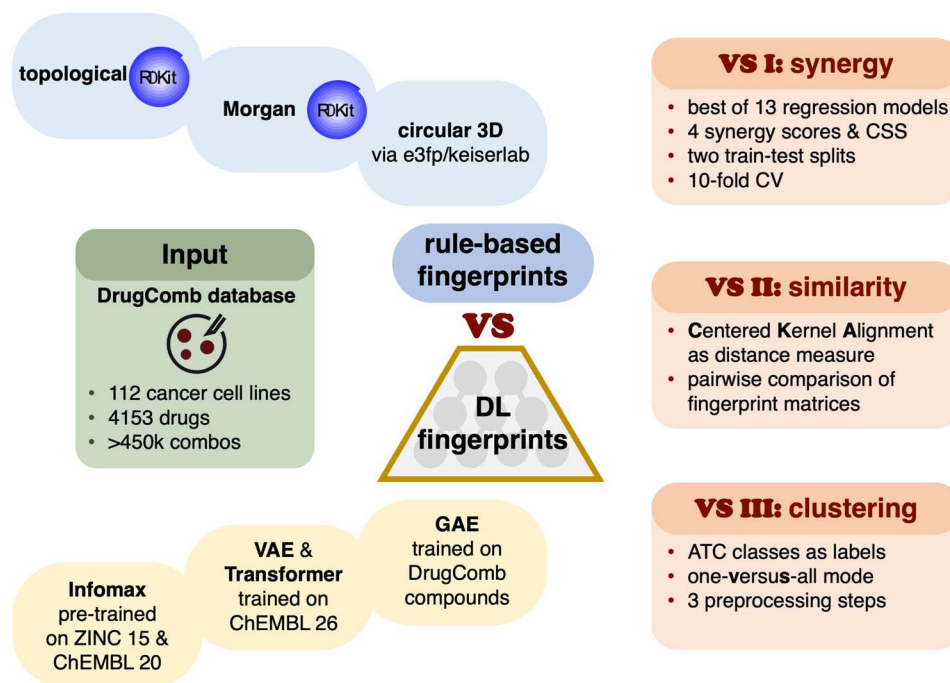 topological
RDKit
Morgan
RDKit
circular 3D
via e3fp/keiserlab
Input
DrugComb database
• 112 cancer cell lines
• 4153 drugs
• >450k combos
rule-based
fingerprints
VS
DL
fingerprints
Infomax
pre-trained
on ZINC 15 &
ChEMBL 20
VAE &
Transformer
trained on
ChEMBL 26
GAE
trained on
DrugComb
compounds
VS I: synergy
• best of 13 regression models
• 4 synergy scores & CSS
• two train-test splits
• 10-fold CV
VS II: similarity
• Centered Kernel Alignment
as distance measure
• pairwise comparison of
fingerprint matrices
VS III: clustering
• ATC classes as labels
• one-versus-all mode
• 3 preprocessing steps